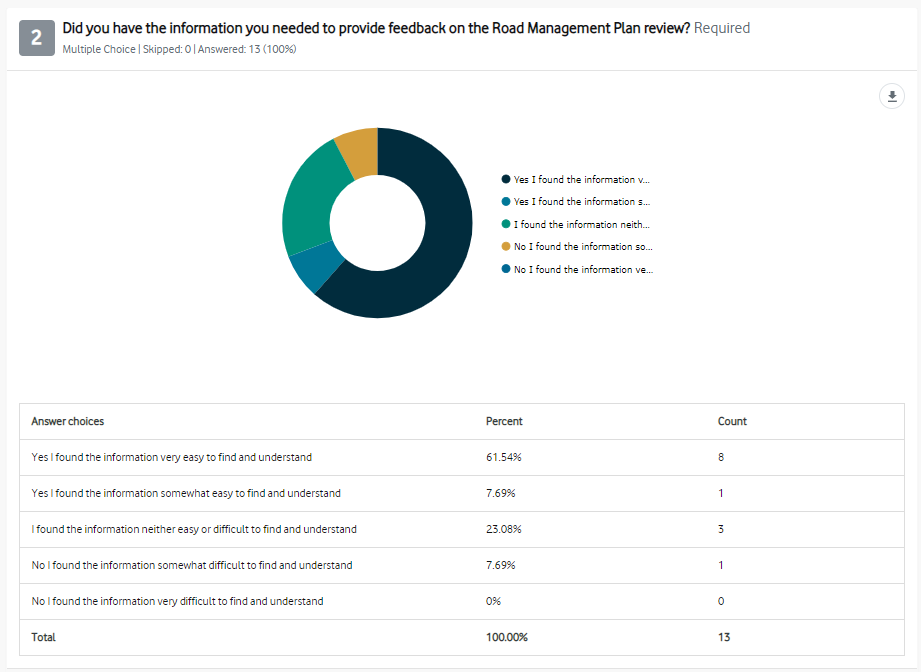 2
Did you have the information you needed to provide feedback on the Road Management Plan review? Required
Multiple Choice | Skipped: 0 | Answered: 13 (100%)
Yes I found the information v...
Yes I found the information s...
I found the information neith...
No I found the information so...
No I found the information ve...
Answer choices Percent Count
Yes I found the information very easy to find and understand 61.54% 8
Yes I found the information somewhat easy to find and understand 7.69% 1
I found the information neither easy or difficult to find and understand 23.08% 3
No I found the information somewhat difficult to find and understand 7.69% 1
No I found the information very difficult to find and understand 0% 0
Total 100.00% 13